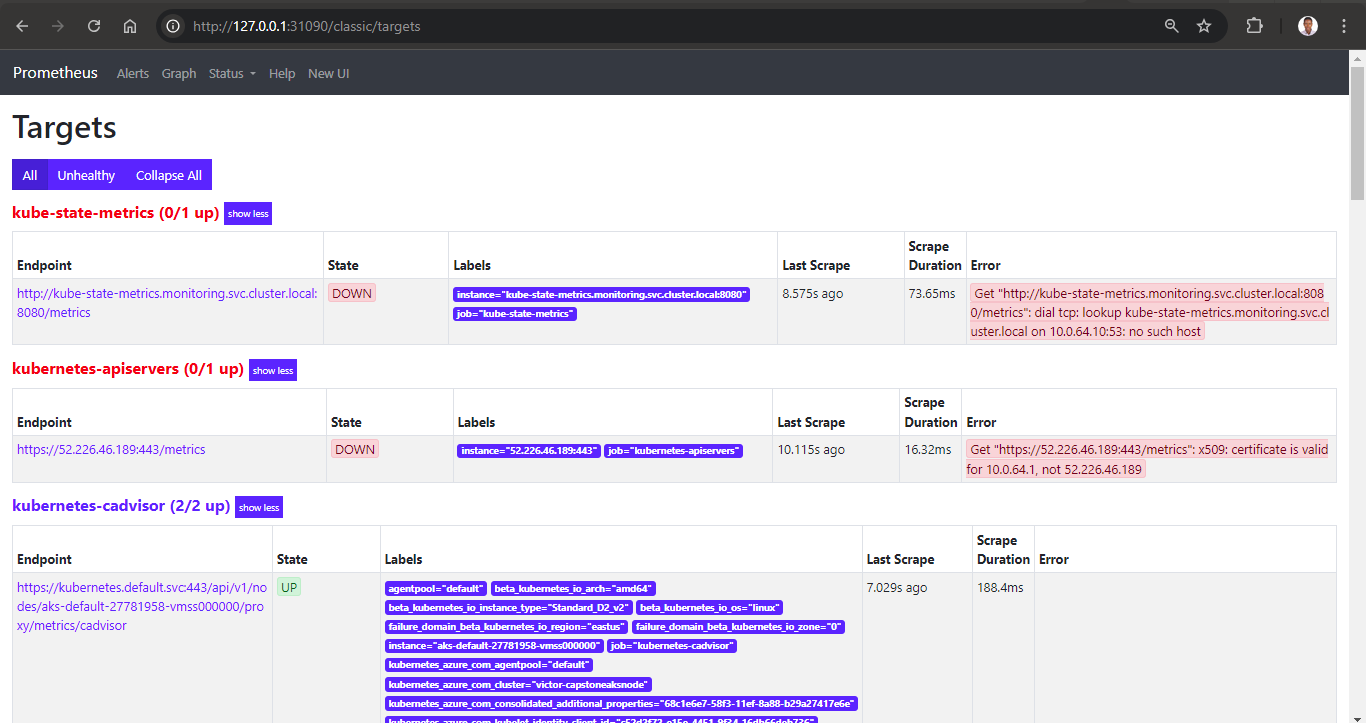 http://127.0.0.1:31090/classic/targets
Prometheus Alerts Graph Status Help New UI
Targets
All Unhealthy Collapse All
kube-state-metrics (0/1 up) show less
Endpoint State Labels Last Scrape Scrape Duration Error
http://kube-state-metrics.monitoring.svc.cluster.local:
8080/metrics
DOWN
instance="kube-state-metrics.monitoring.svc.cluster.local:8080"
job="kube-state-metrics"
8.575s ago
73.65ms
Get "http://kube-state-metrics.monitoring.svc.cluster.local:808
0/metrics": dial tcp: lookup kube-state-metrics.monitoring.svc.cl
uster.local on 10.0.64.10:53: no such host
kubernetes-apiservers (0/1 up) show less
Endpoint State Labels Last Scrape Scrape Duration Error
https://52.226.46.189:443/metrics
DOWN
instance="52.226.46.189:443" job="kubernetes-apiservers"
10.115s ago
16.32ms
Get "https://52.226.46.189:443/metrics": x509: certificate is valid
for 10.0.64.1, not 52.226.46.189
kubernetes-cadvisor (2/2 up) show less
Endpoint State Labels Last Scrape Scrape Duration Error
https://kubernetes.default.svc:443/api/v1/no
des/aks-default-27781958-vmss000000/pro
xy/metrics/cadvisor
UP
agentpool="default" beta_kubernetes_io_arch="amd64"
beta_kubernetes_io_instance_type="Standard_D2_v2" beta_kubernetes_io_os="linux"
failure_domain_beta_kubernetes_io_region="eastus" failure_domain_beta_kubernetes_io_zone="0"
instance="aks-default-27781958-vmss000000" job="kubernetes-cadvisor"
kubernetes_azure_com_agentpool="default"
kubernetes_azure_com_cluster="victor-capstoneaksnode"
kubernetes_azure_com_consolidated_additional_properties="68c1e6e7-58f3-11ef-8a88-b29a27417e6e"
7.029s ago
188.4ms